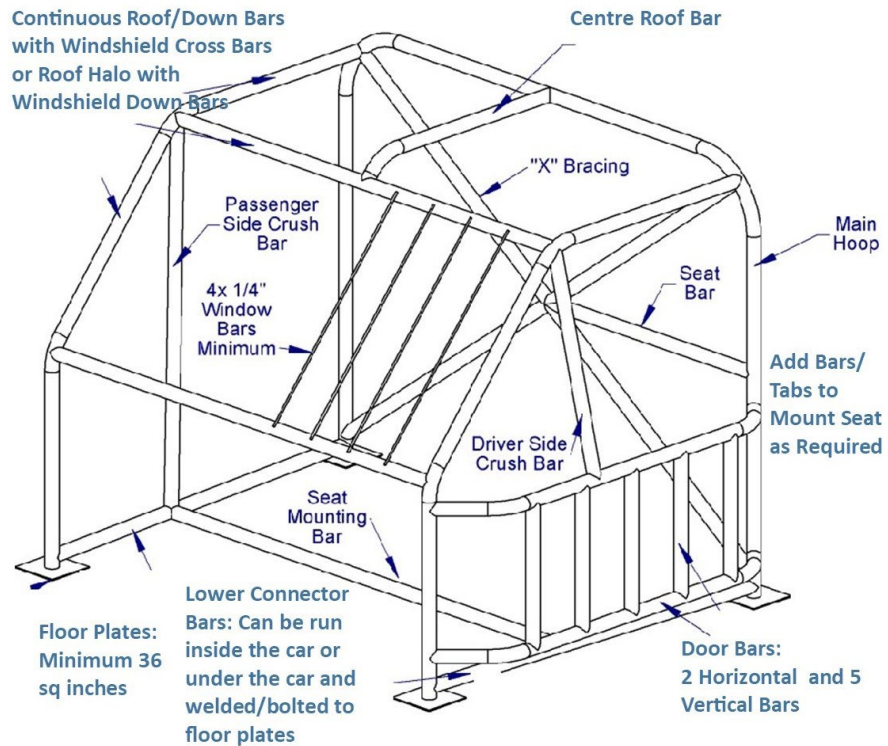 Continuous Roof/Down Bars
with Windshield Cross Bars
or Roof Halo with
Windshield Down Bars
Centre Roof Bar
"X" Bracing
Passenger
Side Crush
Bar
Main
Hoop
Seat
Bar
4x 1/4"
Window
Bars
Minimum
Add Bars/
Tabs to
Mount Seat
as Required
Driver Side
Crush Bar
Seat
Mounting
Bar
Lower Connector
Bars: Can be run
inside the car or
under the car and
welded/bolted to
floor plates
Floor Plates:
Minimum 36
sq inches
Door Bars:
2 Horizontal and 5
Vertical Bars